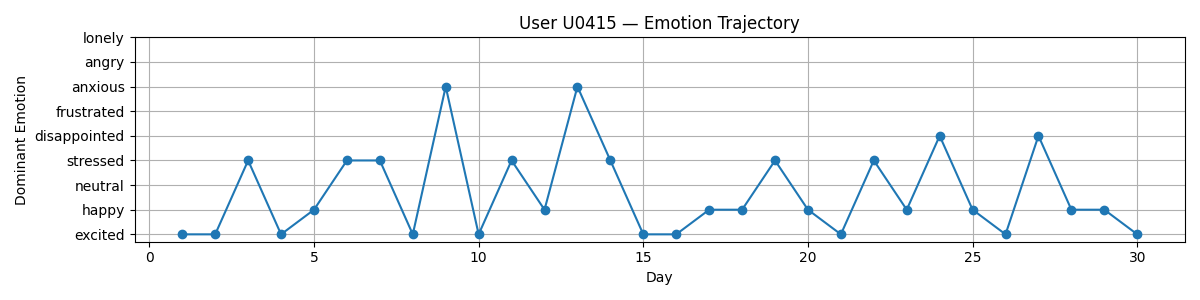 User U0415 — Emotion Trajectory
Dominant Emotion
lonely
angry
anxious
frustrated
disappointed
stressed
neutral
happy
excited
0 5 10 15 20 25 30
Day